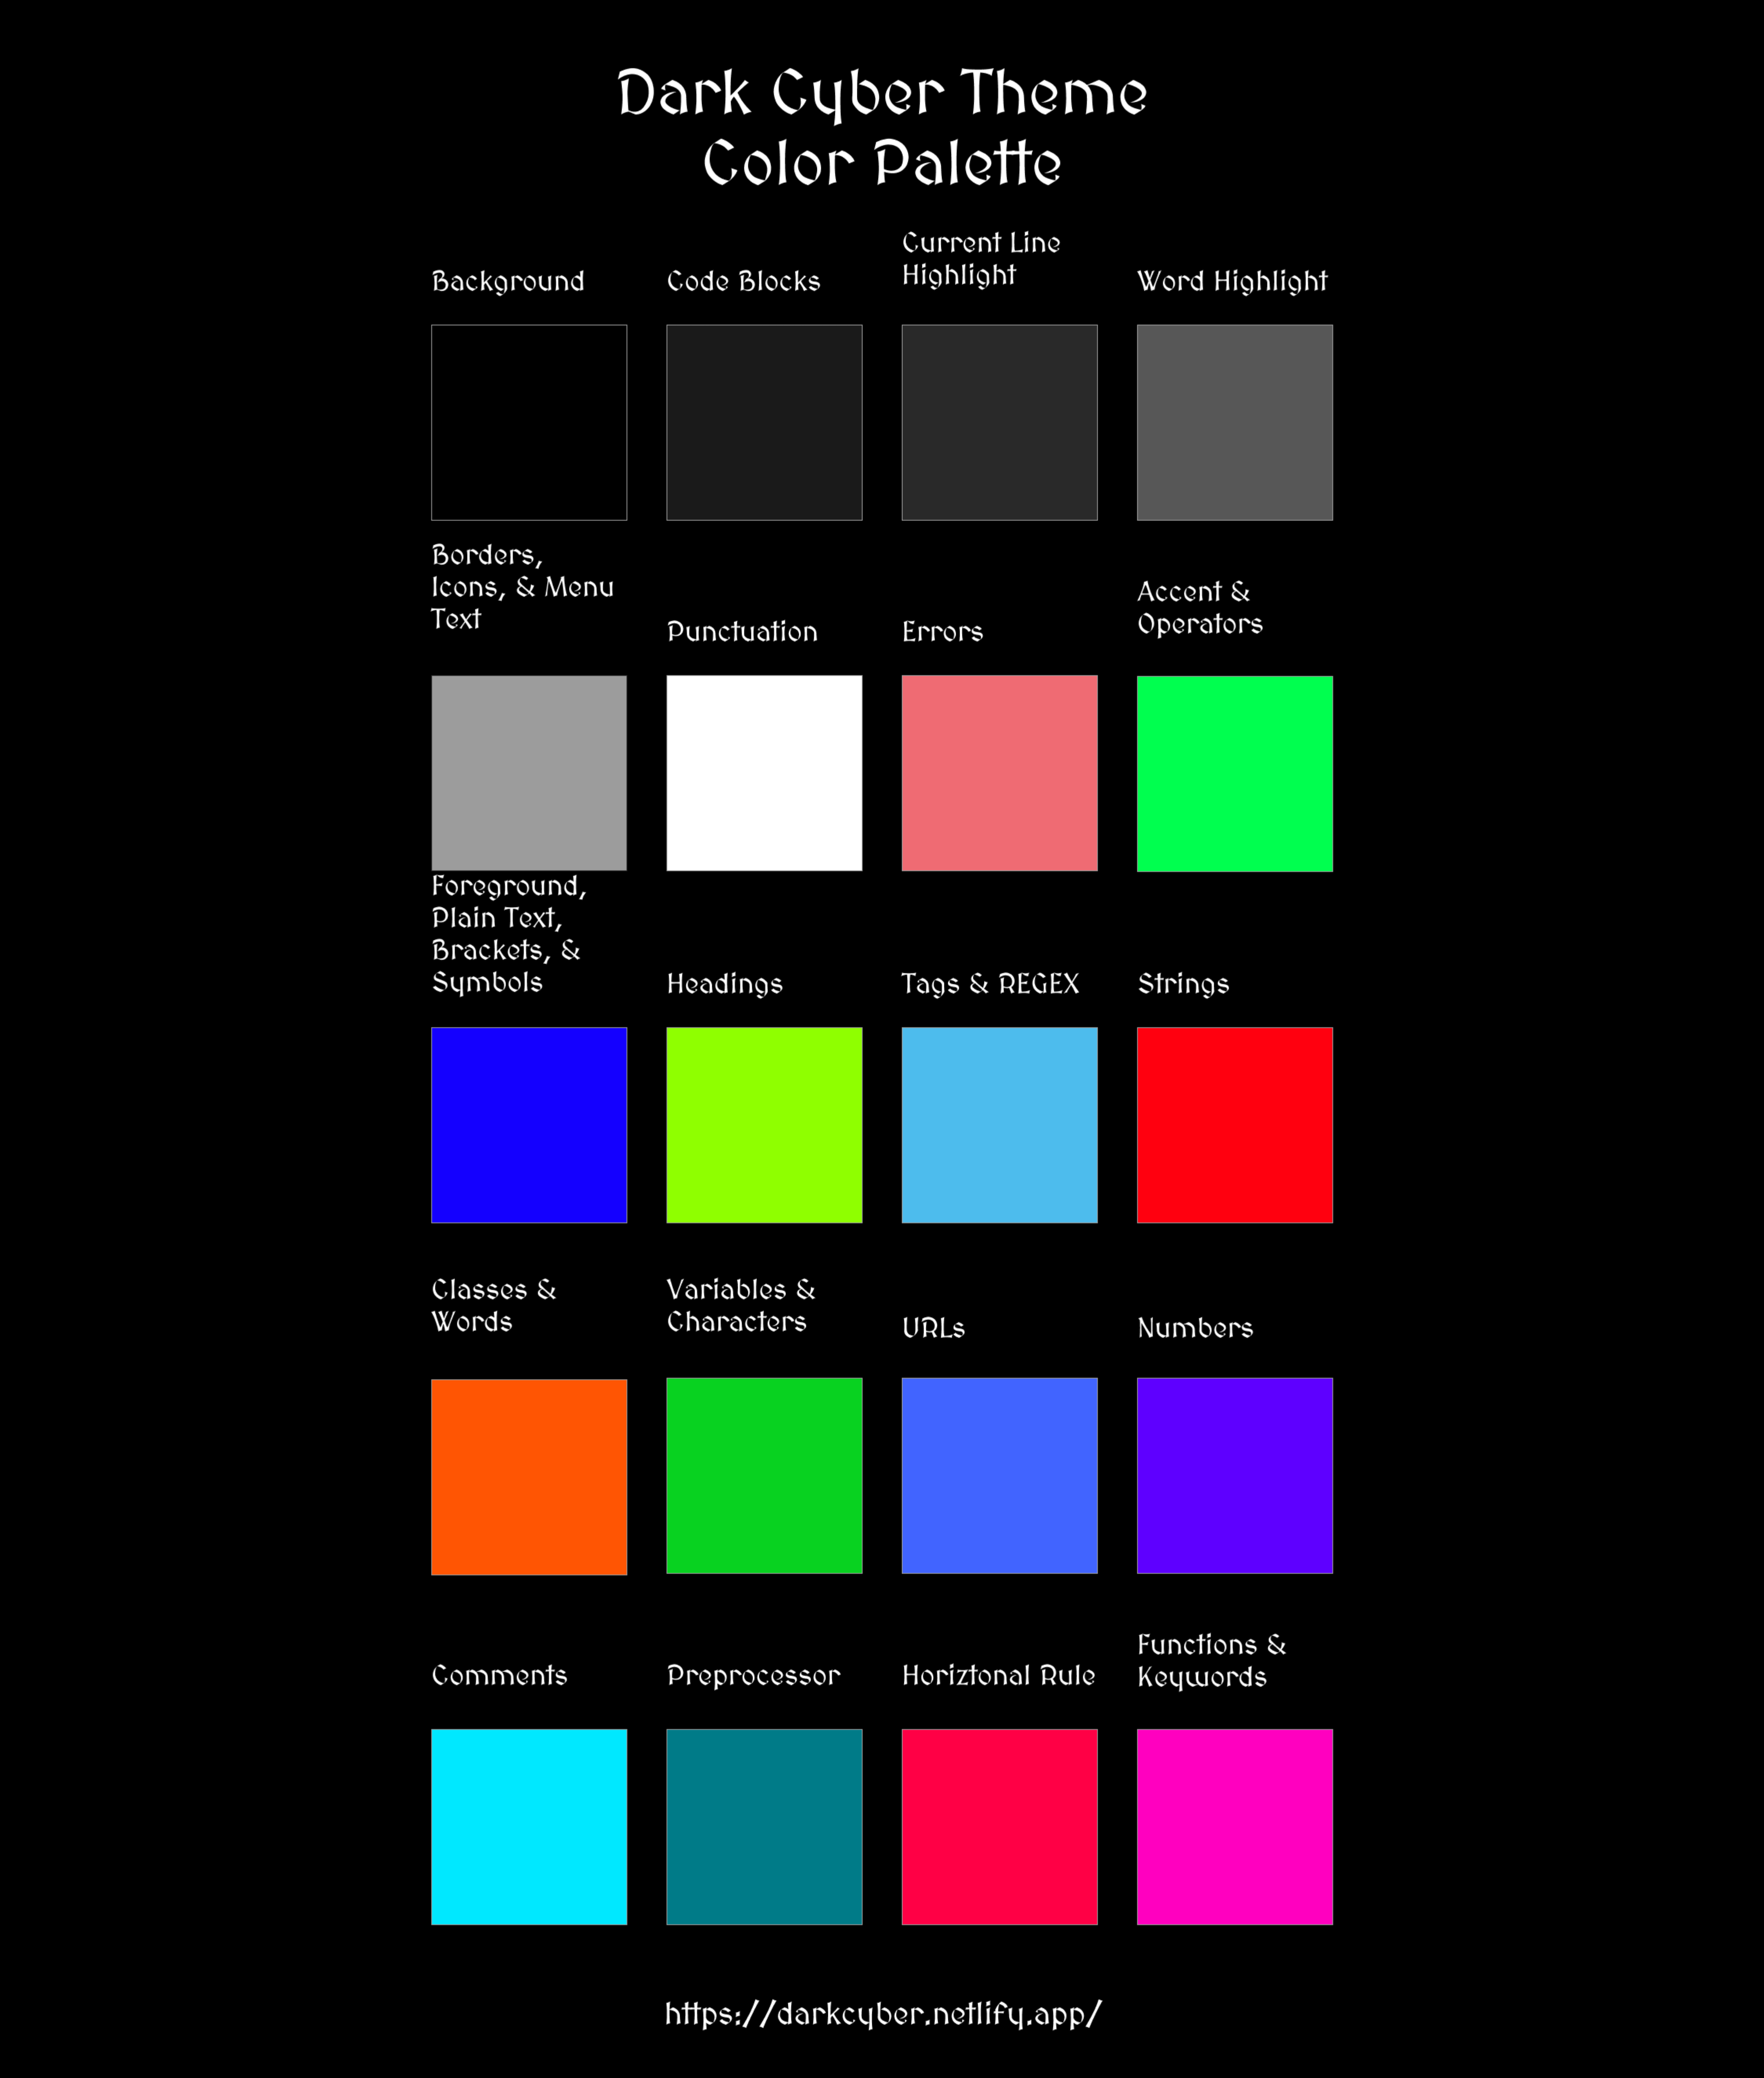 Dark Cyber Theme
Color Palette
Background
Code Blocks
Current Line
Highlight
Word Highlight
Borders,
Icons, & Menu
Text
Punctuation
Errors
Accent &
Operators
Foreground,
Plain Text,
Brackets, &
Symbols
Headings
Tags & REGEX
Strings
Classes &
Words
Variables &
Characters
URLs
Numbers
Comments
Preprocessor
Horiztonal Rule
Functions &
Keywords
https://darkcyber.netlify.app/